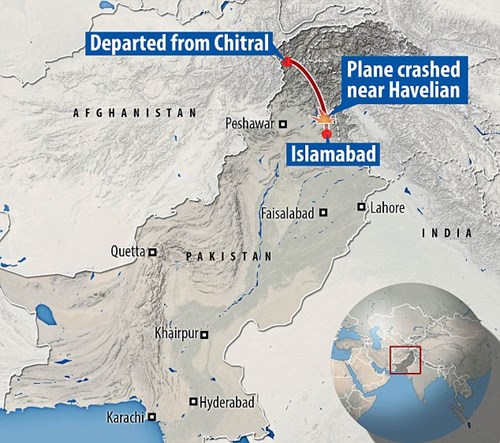 Departed from Chitral
Plane crashed
near Havelian
AFGHANISTAN
Peshawar
Islamabad
Faisalabad
Lahore
INDIA
Quetta
PAKISTAN
Khairpur
Hyderabad
Karachi